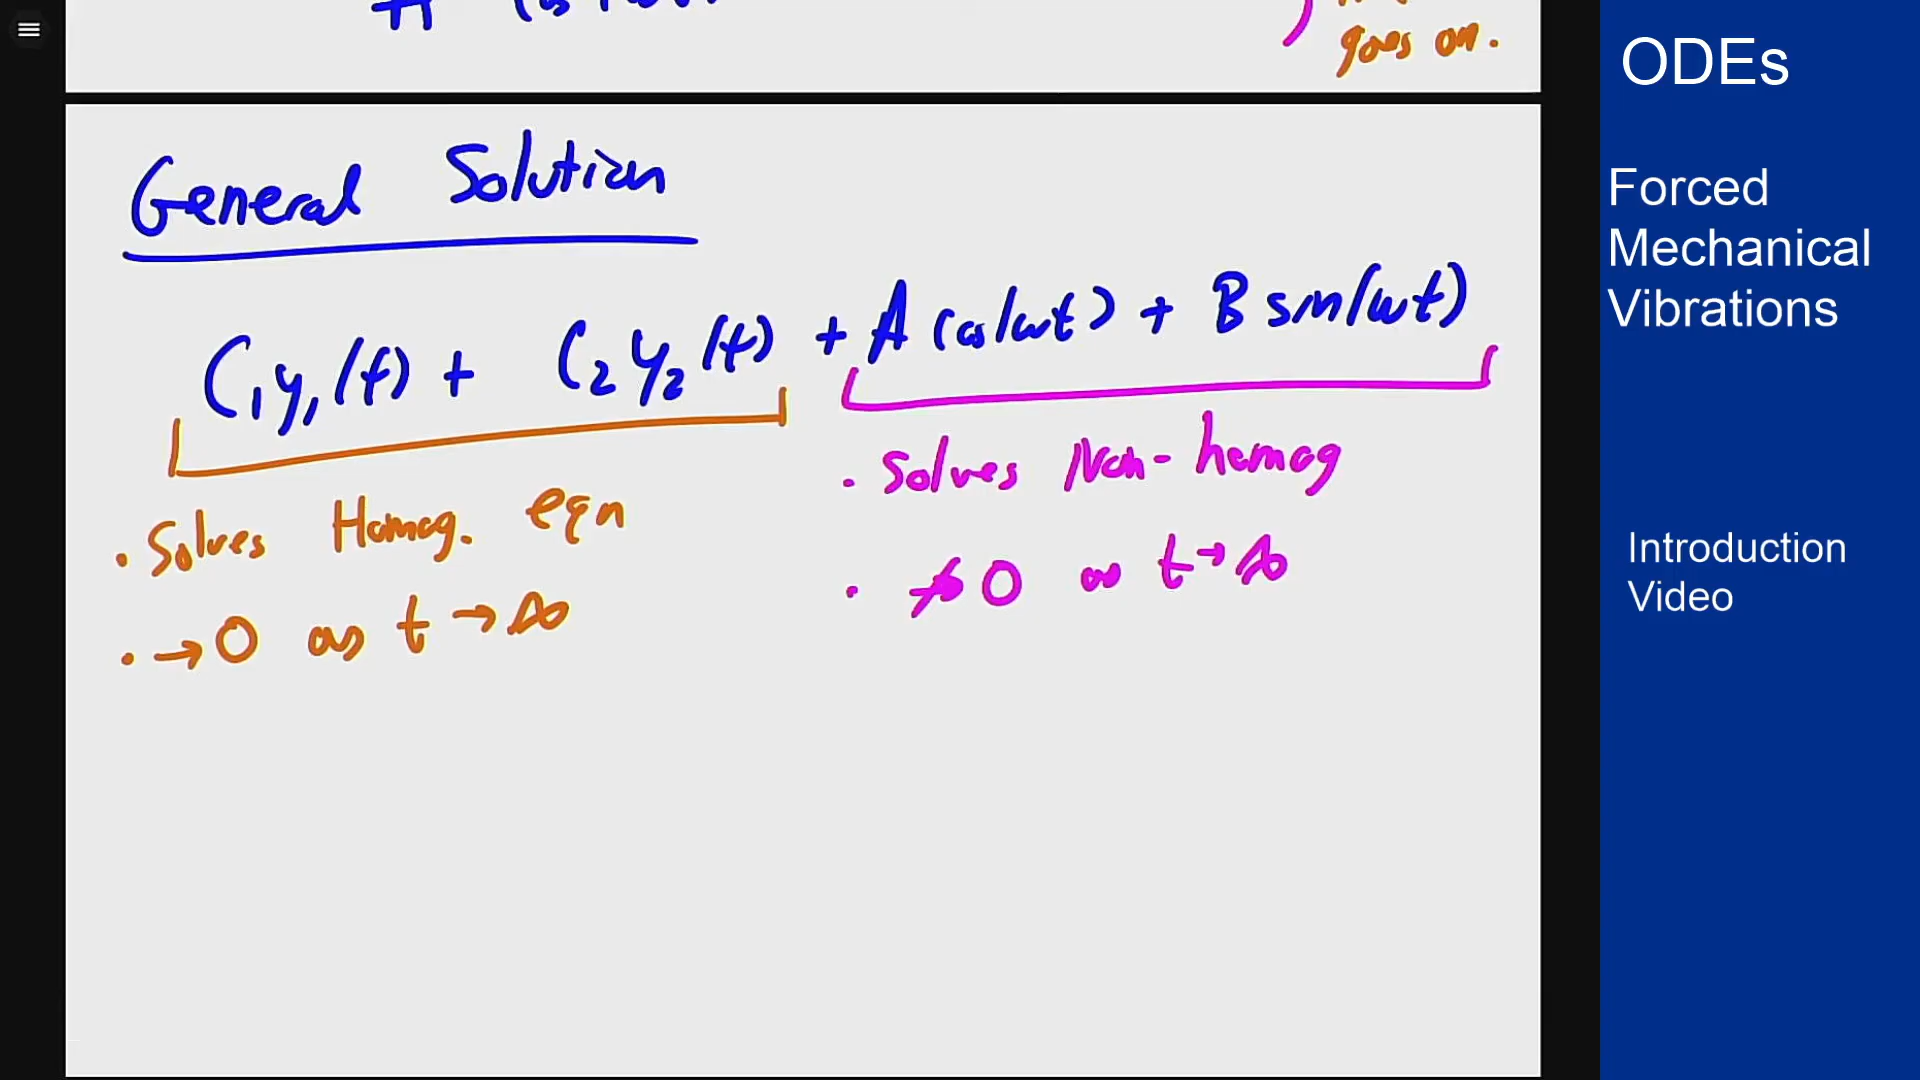 goes on.
General Solution
C₁y₁(t) + C₂y₂(t) + A cos(ωt) + B sin(ωt)
• Solves Homog. eqn
• → 0 as t → ∞
• Solves Non-homog
• ↛ 0 as t → ∞
ODEs
Forced
Mechanical
Vibrations
Introduction
Video